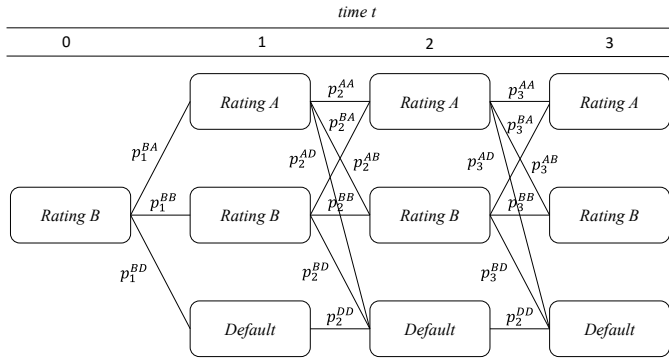 time t
0 1 2 3
Rating A Rating A Rating A
p_2^{AA} p_3^{AA}
p_2^{BA} p_3^{BA}
p_1^{BA} p_2^{AD} p_2^{AB} p_3^{AD} p_3^{AB}
Rating B p_1^{BB} Rating B p_2^{BB} Rating B p_3^{BB} Rating B
p_1^{BD} p_2^{BD} p_3^{BD}
Default p_2^{DD} Default p_2^{DD} Default